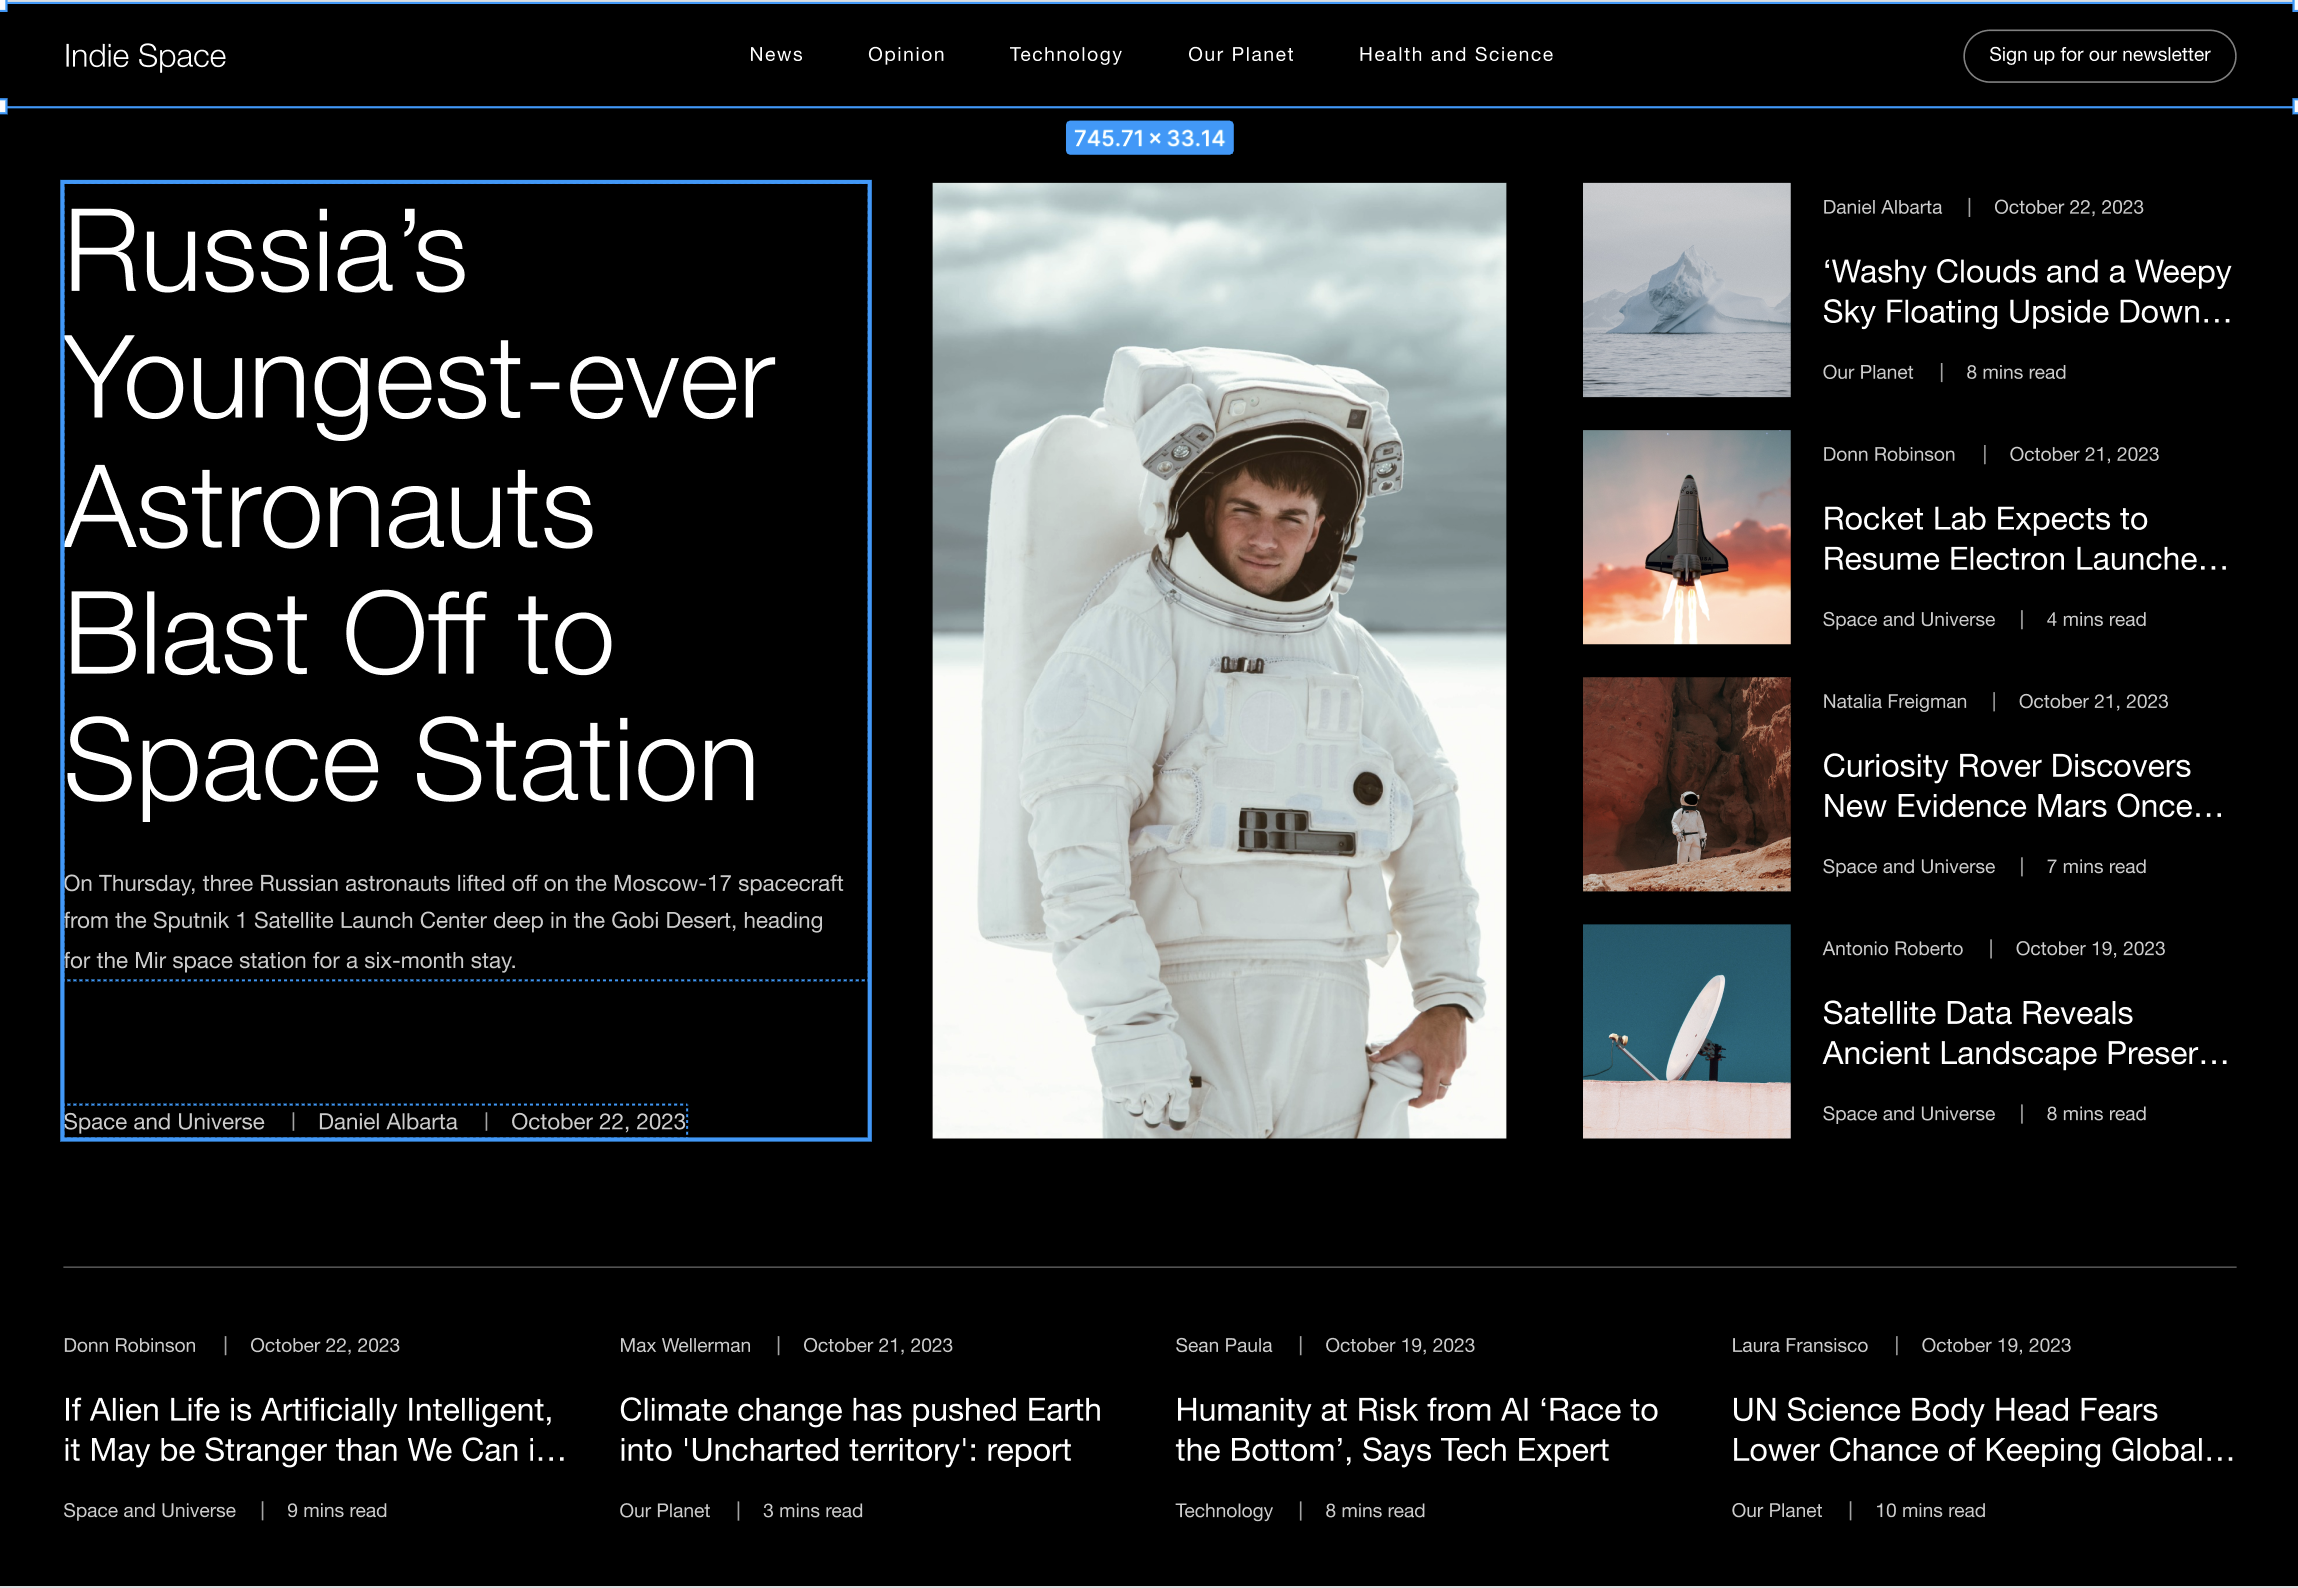 Indie Space
News
Opinion
Technology
Our Planet
Health and Science
Sign up for our newsletter
745.71 × 33.14
Russia’s
Youngest-ever
Astronauts
Blast Off to
Space Station
On Thursday, three Russian astronauts lifted off on the Moscow-17 spacecraft
from the Sputnik 1 Satellite Launch Center deep in the Gobi Desert, heading
for the Mir space station for a six-month stay.
Space and Universe | Daniel Albarta | October 22, 2023
Daniel Albarta | October 22, 2023
‘Washy Clouds and a Weepy
Sky Floating Upside Down...
Our Planet | 8 mins read
Donn Robinson | October 21, 2023
Rocket Lab Expects to
Resume Electron Launche...
Space and Universe | 4 mins read
Natalia Freigman | October 21, 2023
Curiosity Rover Discovers
New Evidence Mars Once...
Space and Universe | 7 mins read
Antonio Roberto | October 19, 2023
Satellite Data Reveals
Ancient Landscape Preser...
Space and Universe | 8 mins read
Donn Robinson | October 22, 2023
If Alien Life is Artificially Intelligent,
it May be Stranger than We Can i...
Space and Universe | 9 mins read
Max Wellerman | October 21, 2023
Climate change has pushed Earth
into 'Uncharted territory': report
Our Planet | 3 mins read
Sean Paula | October 19, 2023
Humanity at Risk from AI ‘Race to
the Bottom’, Says Tech Expert
Technology | 8 mins read
Laura Fransisco | October 19, 2023
UN Science Body Head Fears
Lower Chance of Keeping Global...
Our Planet | 10 mins read